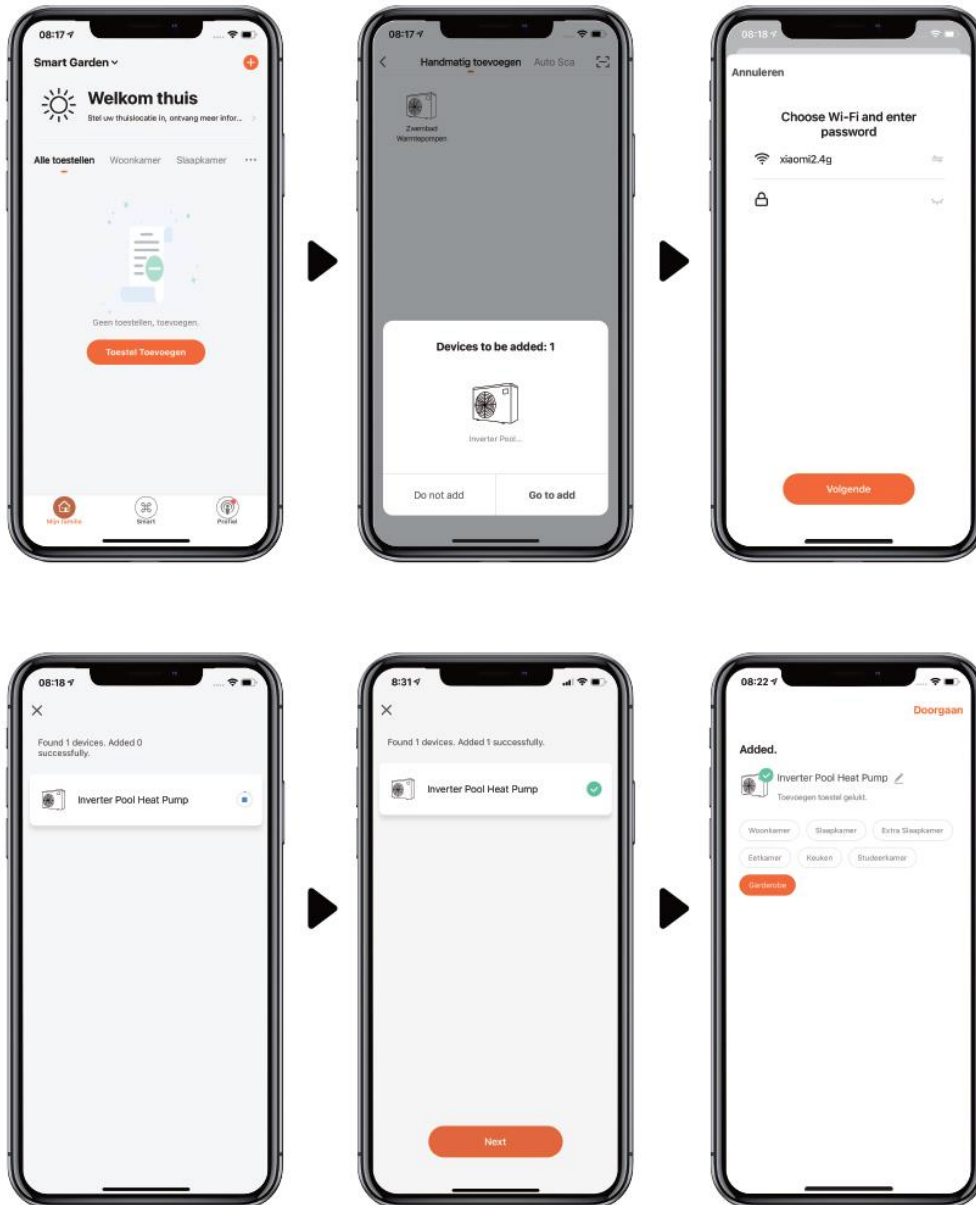 08:17
Smart Garden
Welkom thuis
Stel uw thuislocatie in, ontvang meer infor...
Alle toestellen Woonkamer Slaapkamer ...
Geen toestellen, toevoegen.
Toestel Toevoegen
Mijn familie Smart Profiel
08:17
Handmatig toevoegen Auto Sca
Zwembad
Warmtepompen
Devices to be added: 1
Inverter Pool...
Do not add Go to add
08:18
Annuleren
Choose Wi-Fi and enter
password
xiaomi2.4g
Volgende
08:18
Found 1 devices. Added 0
successfully.
Inverter Pool Heat Pump
8:31
Found 1 devices. Added 1 successfully.
Inverter Pool Heat Pump
Next
08:22
Doorgaan
Added.
Inverter Pool Heat Pump
Toevoegen toestel gelukt.
Woonkamer Slaapkamer Extra Slaapkamer
Eetkamer Keuken Studeerkamer
Garderobe